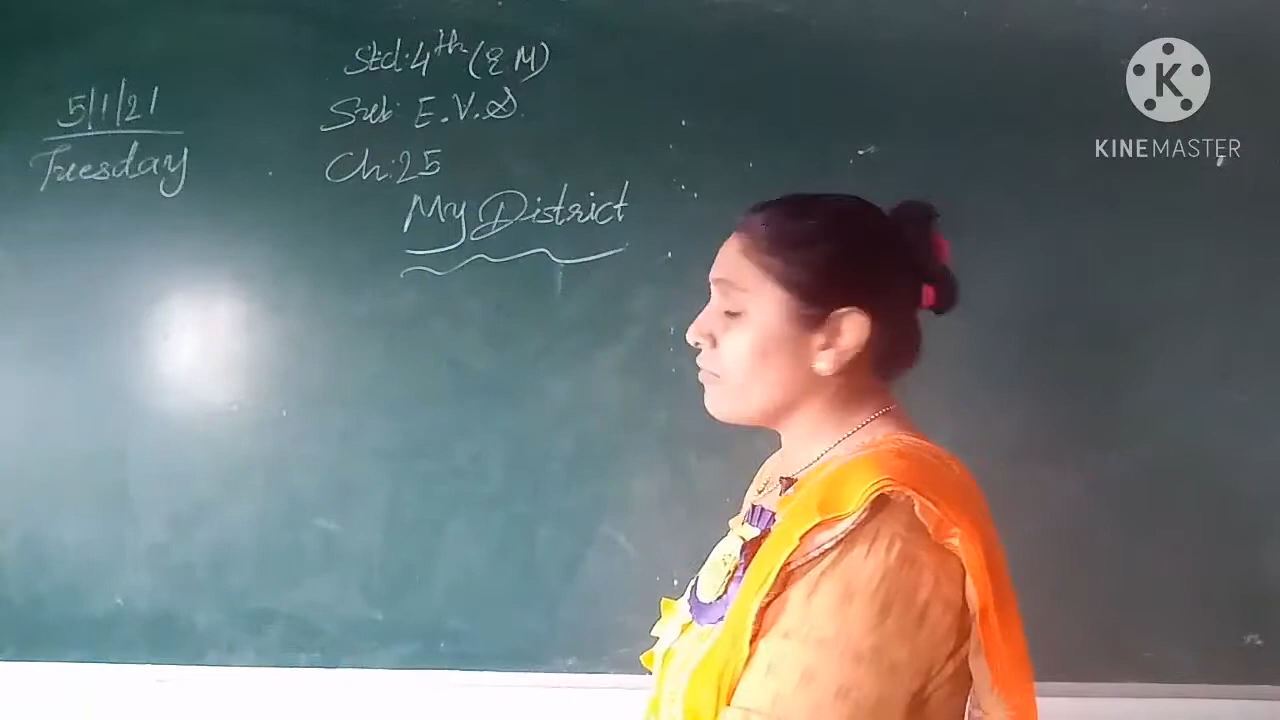 Std: 4th (E M)
5/1/21
Sub: E.V.S.
Tuesday
Ch: 25
My District
K
KINEMASTER